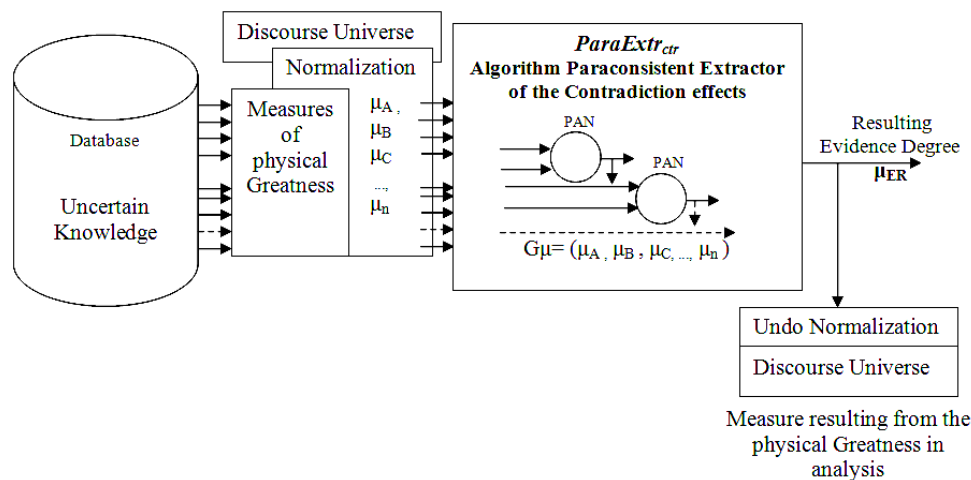 Database
Uncertain
Knowledge
Discourse Universe
Normalization
Measures
of
physical
Greatness
μA ,
μB
μC
...,
μn
ParaExtrctr
Algorithm Paraconsistent Extractor
of the Contradiction effects
PAN
PAN
Gμ= (μA , μB , μC, ..., μn )
Resulting
Evidence Degree
μER
Undo Normalization
Discourse Universe
Measure resulting from the
physical Greatness in
analysis